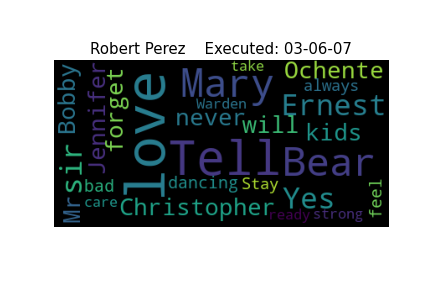 Robert Perez    Executed: 03-06-07
take
Ochente
Mary
always
Bobby
Jennifer
forget
love
Warden
Ernest
never
will
kids
Tell
Bear
sir
bad
dancing
Stay
Yes
feel
Mr
care
Christopher
ready
strong